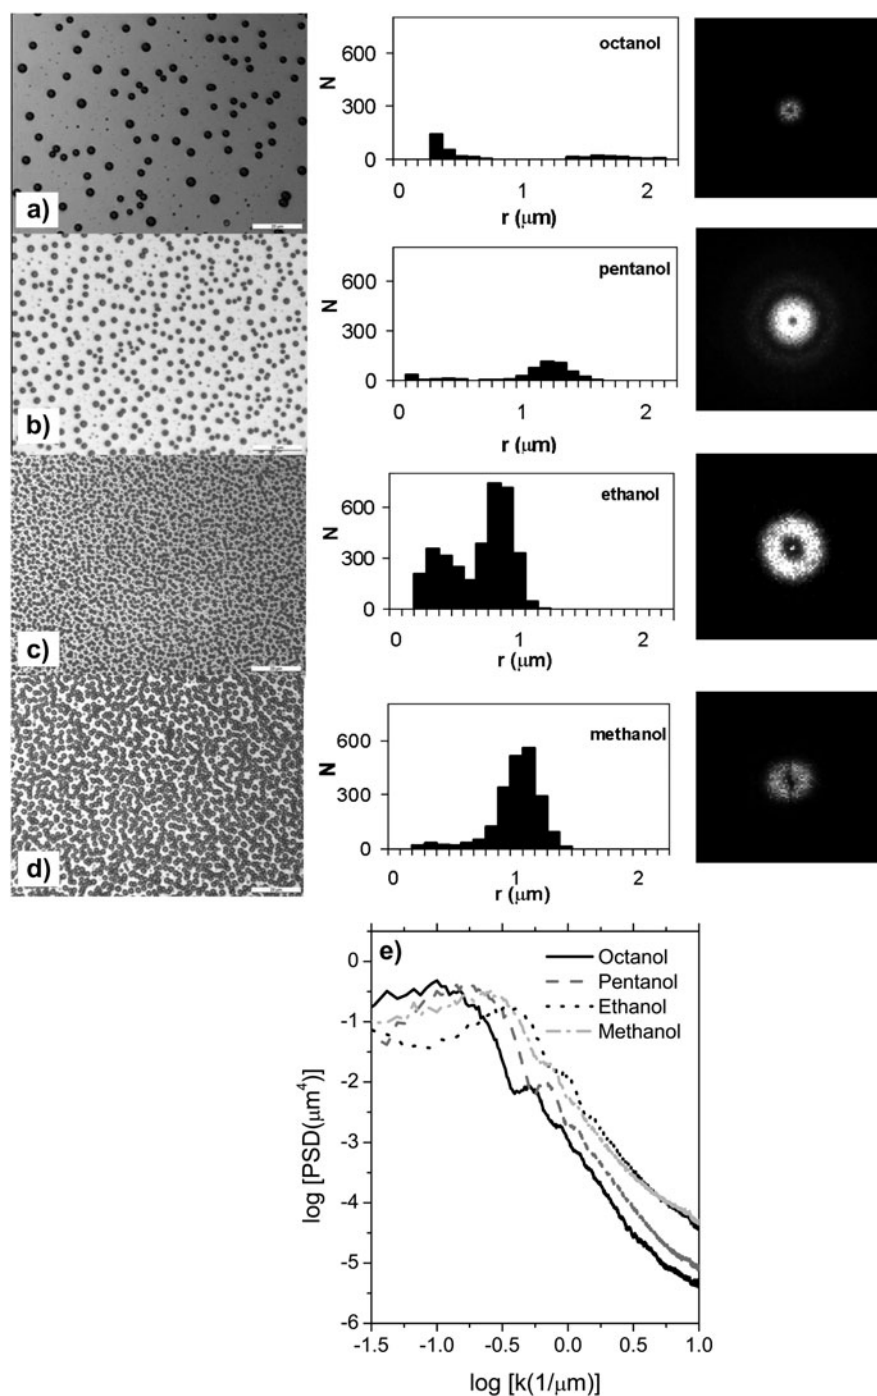 a)
600
300
0
N
octanol
0 1 2
r (μm)
b)
600
300
0
N
pentanol
0 1 2
r (μm)
c)
600
300
0
N
ethanol
0 1 2
r (μm)
d)
600
300
0
N
methanol
0 1 2
r (μm)
e)
Octanol
Pentanol
Ethanol
Methanol
0
-1
-2
-3
-4
-5
-6
log [PSD(μm⁴)]
-1.5 -1.0 -0.5 0.0 0.5 1.0
log [k(1/μm)]